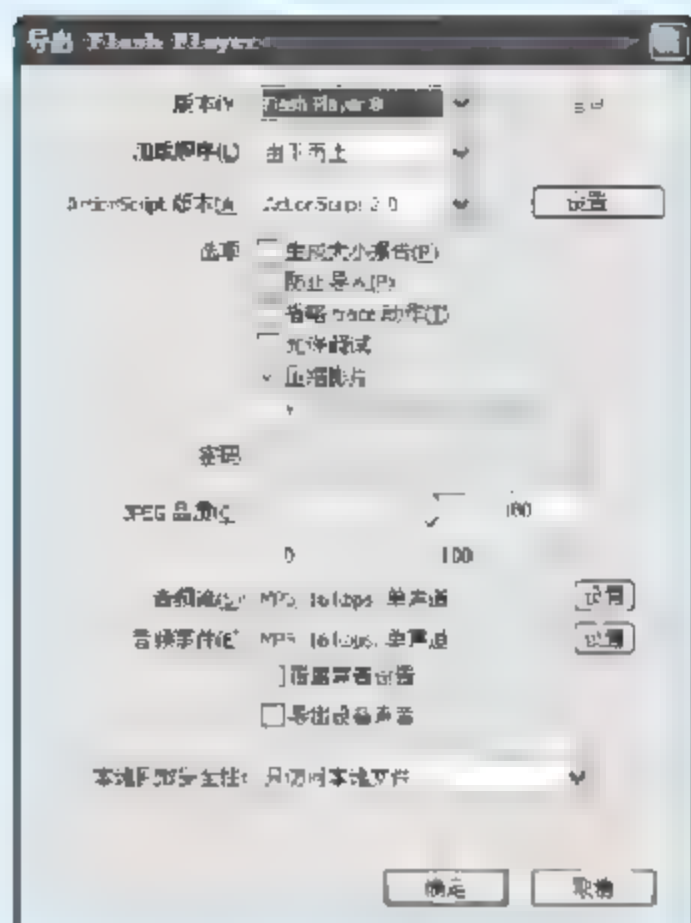 导出 Flash Player
版本(V) Flash Player 8
加载顺序(L) 由下而上
ActionScript 版本(A) ActionScript 2.0 设置
选项 生成大小报告(R)
防止导入(P)
省略 trace 动作(T)
允许调试
压缩影片
密码
JPEG 品质(Q) 100
0 100
音频流(S) MP3, 16 kbps, 单声道 设置
音频事件(E) MP3, 16 kbps, 单声道 设置
覆盖声音设置
导出设备声音
本地回放安全性: 只访问本地文件
确定 取消